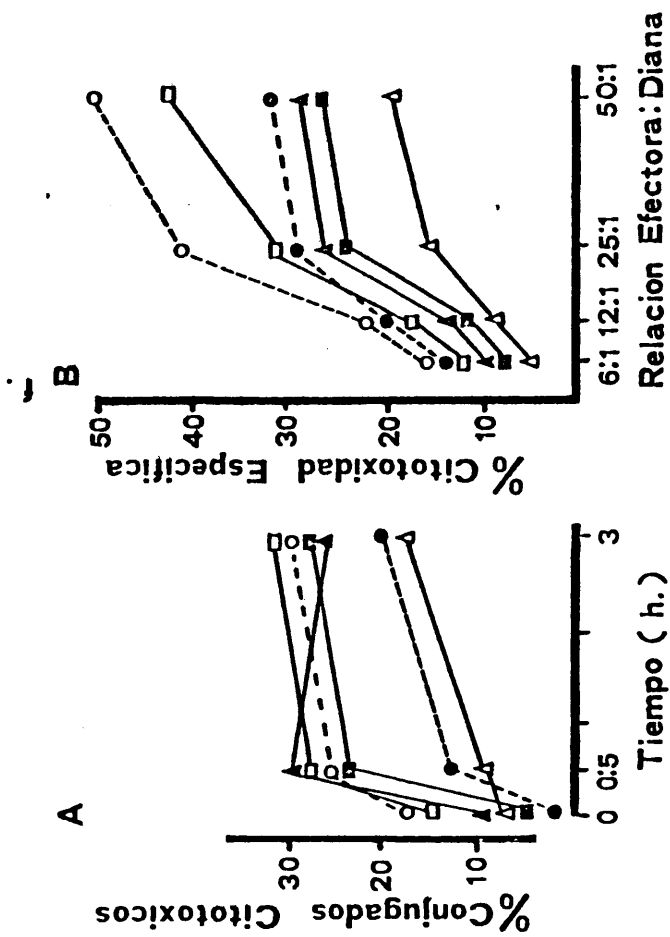 A
% Conjugados Citotoxicos
30
20
10
0 0:5 3
Tiempo ( h. )
B
% Citotoxidad Especifica
50
40
30
20
10
6:1 12:1 25:1 50:1
Relacion Efectora: Diana